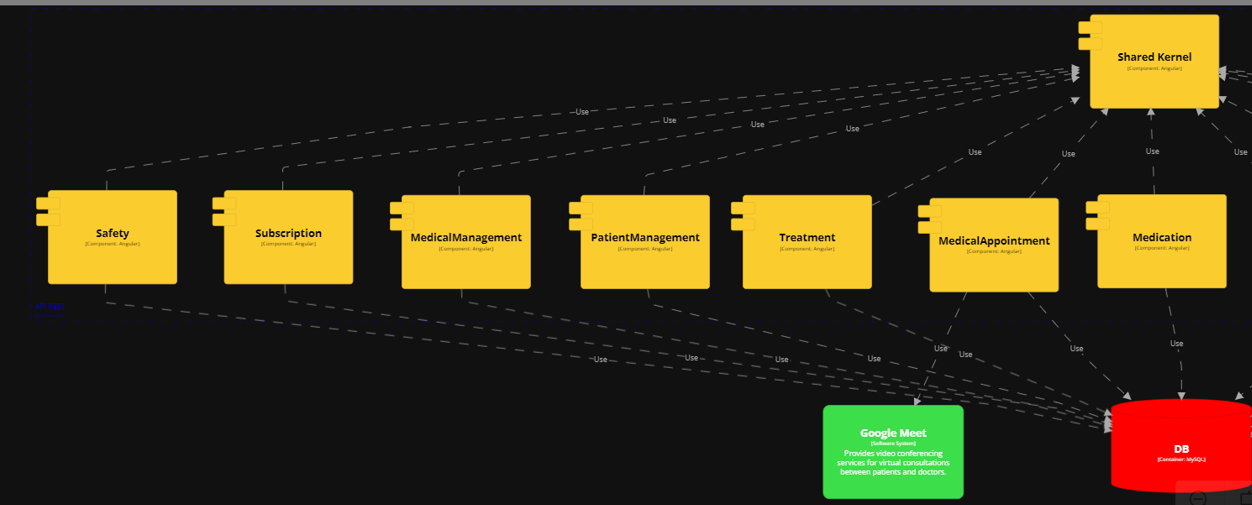 Shared Kernel
[Component: Angular]
Use
Use
Use
Use
Use
Use
Use
Use
Safety
[Component: Angular]
Subscription
[Component: Angular]
MedicalManagement
[Component: Angular]
PatientManagement
[Component: Angular]
Treatment
[Component: Angular]
MedicalAppointment
[Component: Angular]
Medication
[Component: Angular]
Use
Use
Use
Use
Use
Use
Use
Use
Google Meet
[Software System]
Provides video conferencing
services for virtual consultations
between patients and doctors.
DB
[Container: MySQL]